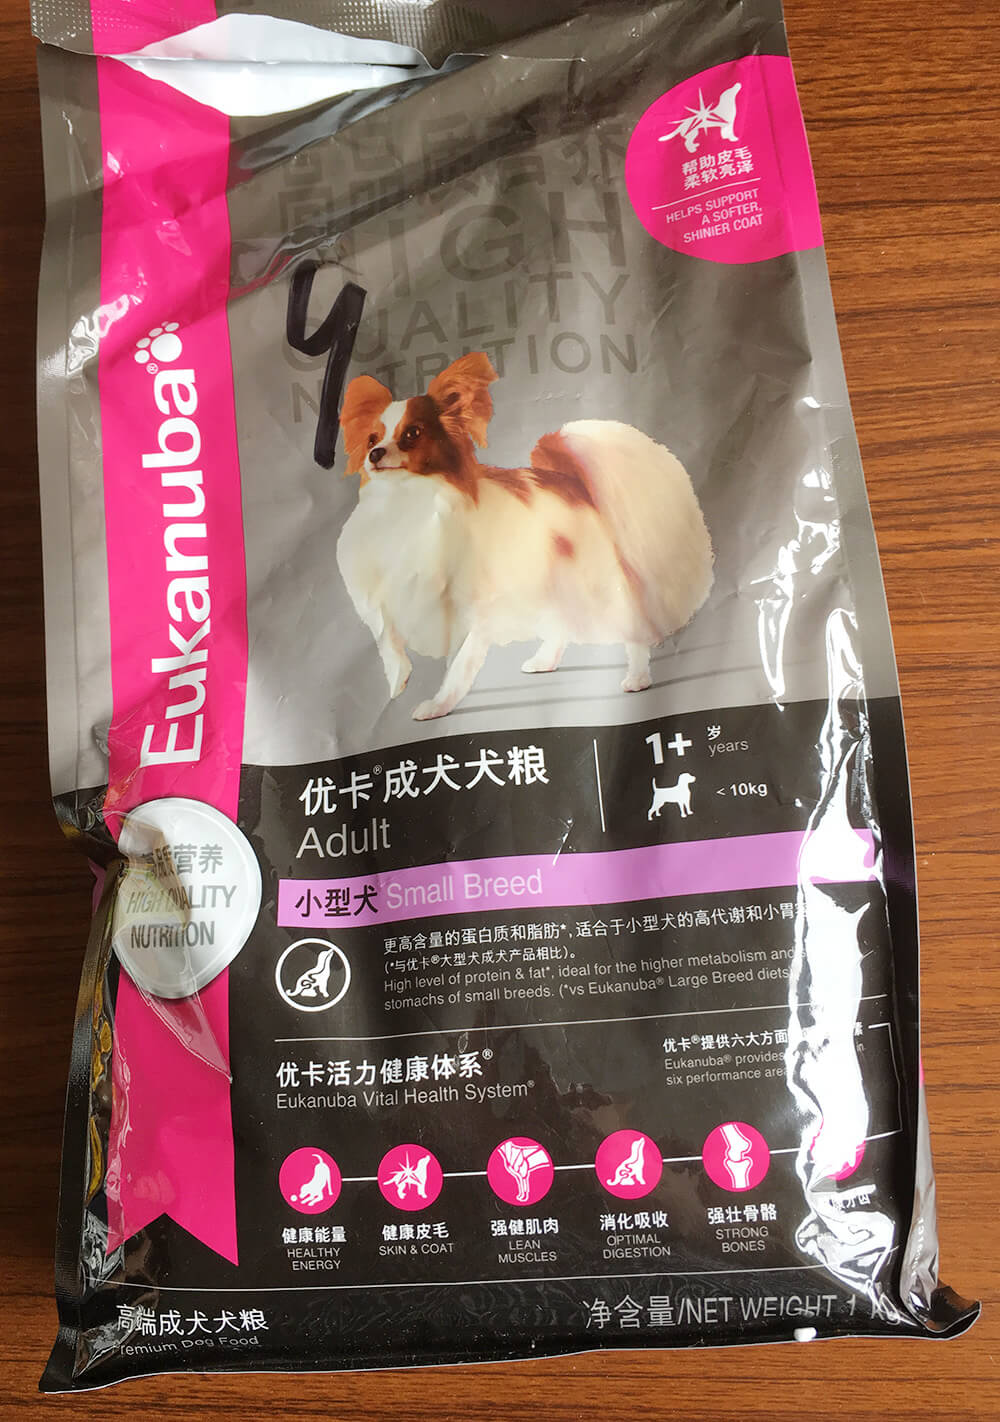 HIGH
QUALITY
NUTRITION
帮助皮毛
柔软亮泽
HELPS SUPPORT
A SOFTER,
SHINIER COAT
Eukanuba®
优卡®成犬犬粮
Adult
1+ 岁
years
< 10kg
小型犬 Small Breed
营养
HIGH QUALITY
NUTRITION
更高含量的蛋白质和脂肪*,适合于小型犬的高代谢和小胃
(*与优卡®大型犬成犬产品相比)。
High level of protein & fat*, ideal for the higher metabolism and
stomachs of small breeds. (*vs Eukanuba® Large Breed diets)
优卡活力健康体系®
Eukanuba Vital Health System®
优卡®提供六大方面
Eukanuba® provides in
six performance
健康能量
HEALTHY
ENERGY
健康皮毛
SKIN & COAT
强健肌肉
LEAN
MUSCLES
消化吸收
OPTIMAL
DIGESTION
强壮骨骼
STRONG
BONES
高端成犬犬粮
Premium Dog Food
净含量/NET WEIGHT 1 Kg